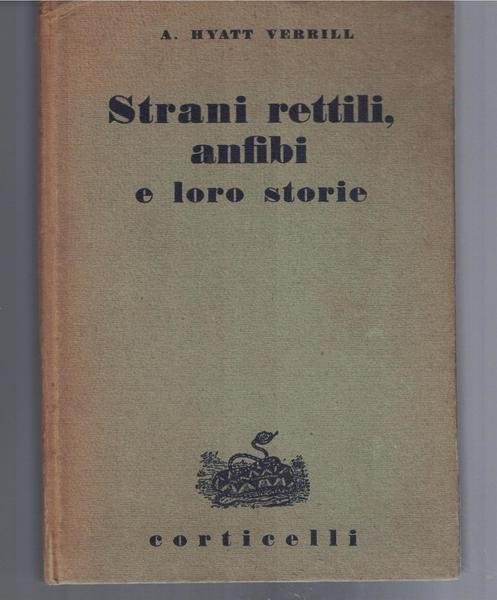 A. HYATT VERRILL
Strani rettili,
anfibi
e loro storie
corticelli